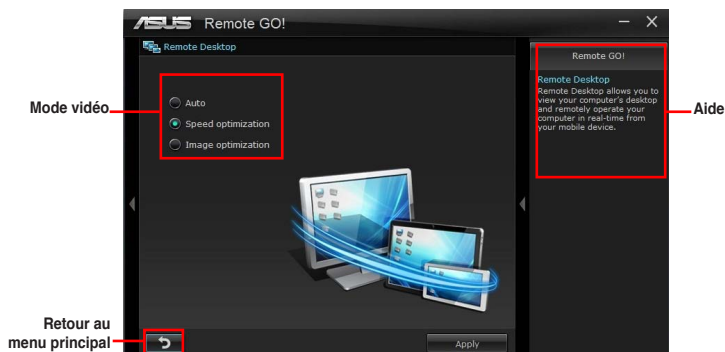 ASUS Remote GO!
Remote Desktop
Mode vidéo
Auto
Speed optimization
Image optimization
Remote GO!
Remote Desktop
Remote Desktop allows you to
view your computer's desktop
and remotely operate your
computer in real-time from
your mobile device.
Aide
Retour au
menu principal
Apply